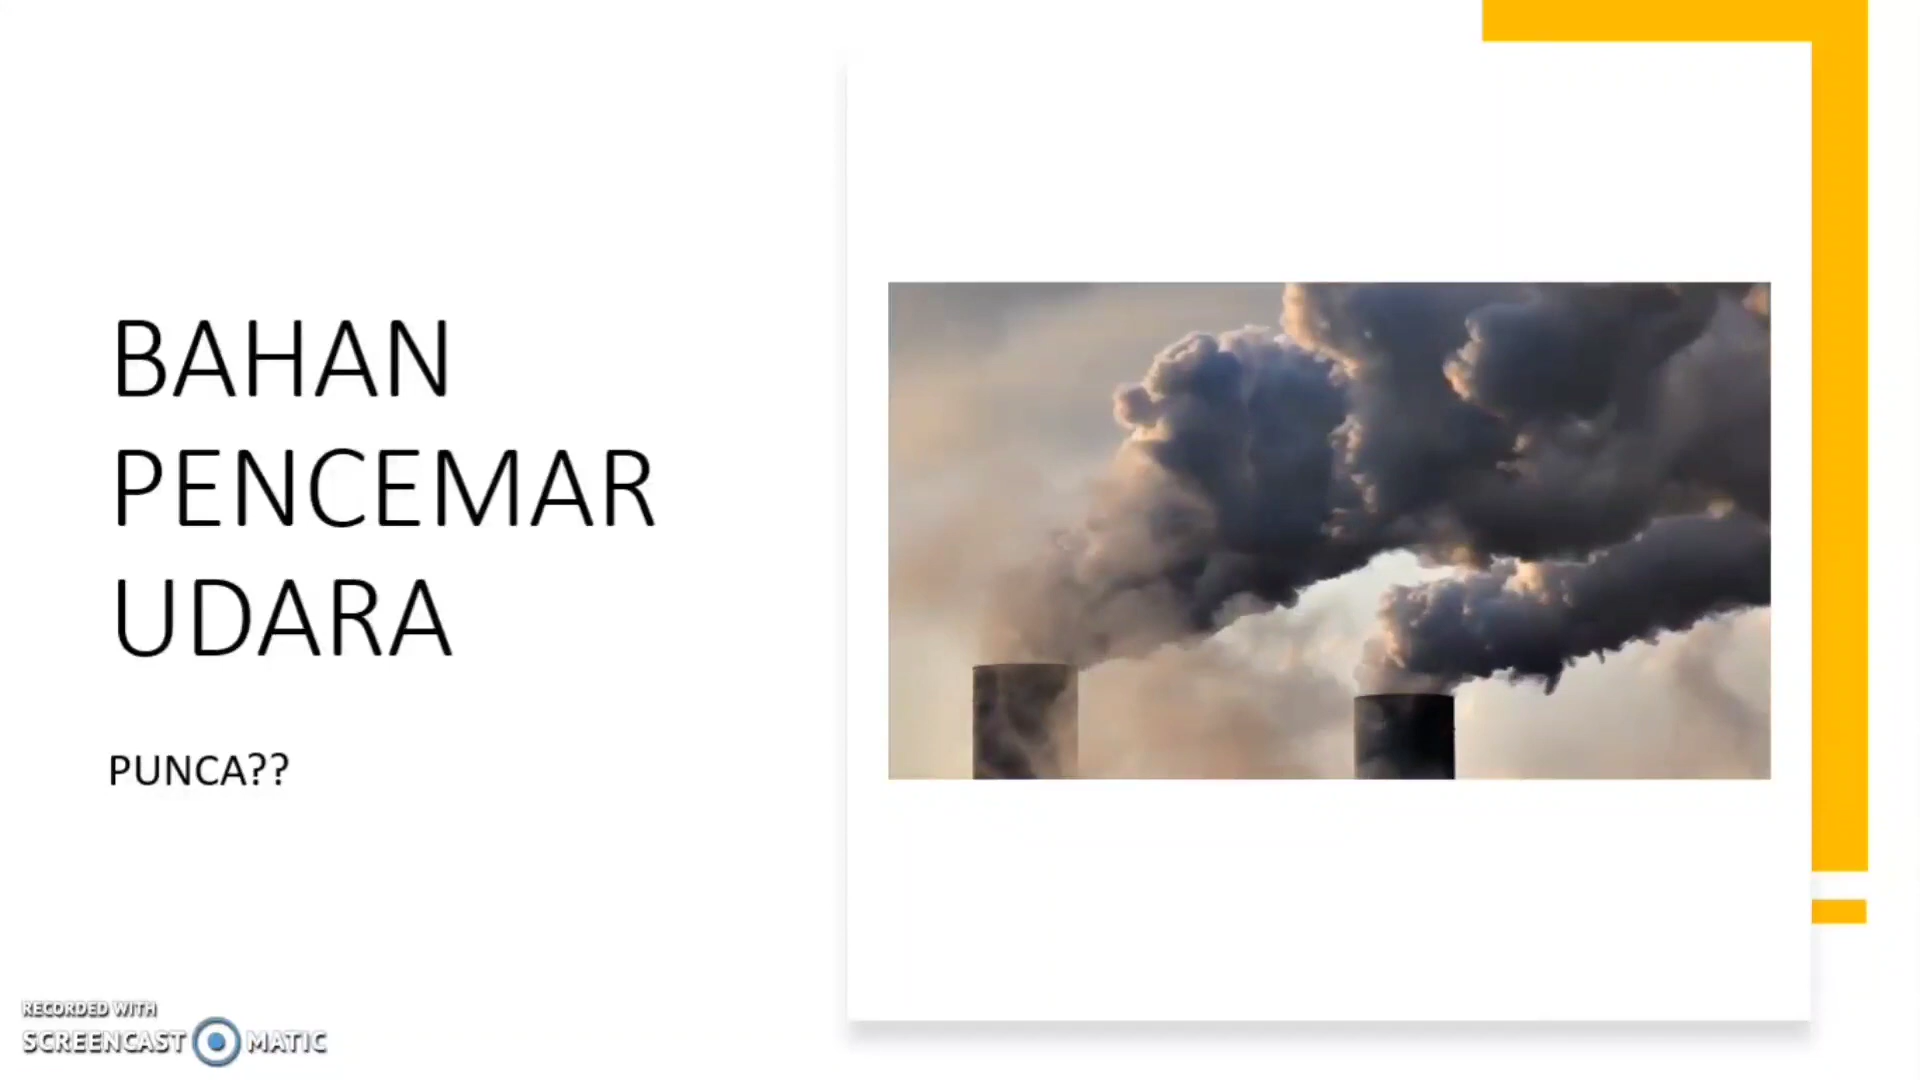 BAHAN
PENCEMAR
UDARA
PUNCA??
RECORDED WITH
SCREENCAST MATIC